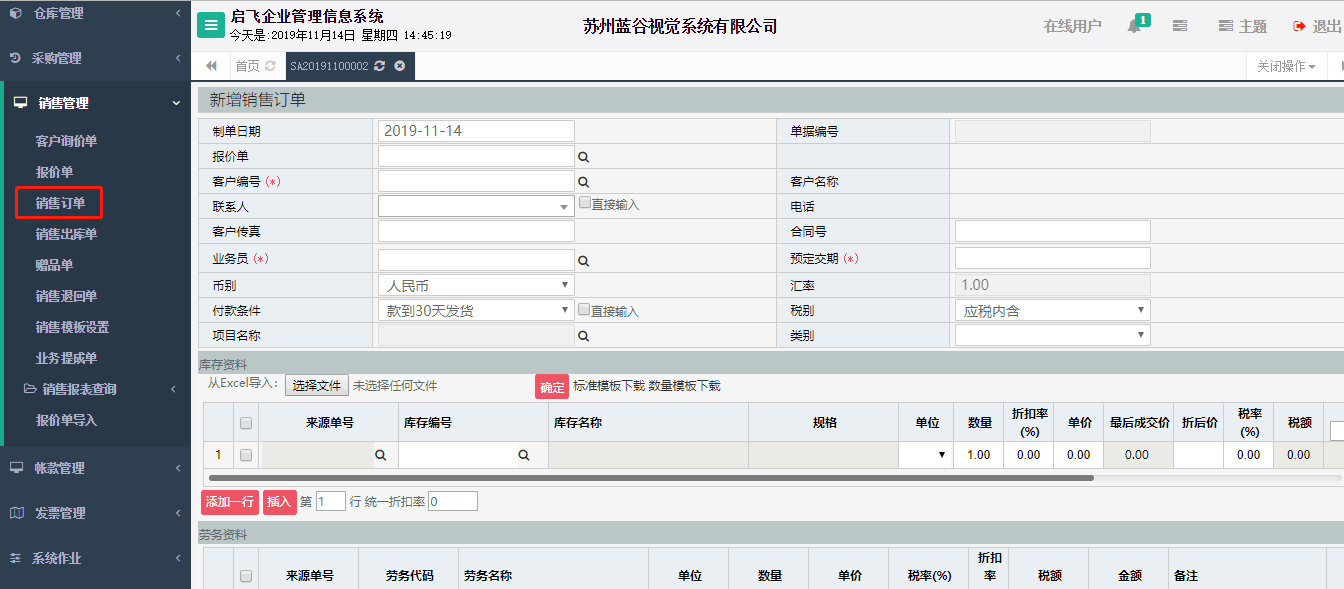 仓库管理
采购管理
销售管理
客户询价单
报价单
销售订单
销售出库单
赠品单
销售退回单
销售模板设置
业务提成单
销售报表查询
报价单导入
帐款管理
发票管理
系统作业
启飞企业管理信息系统
今天是:2019年11月14日 星期四 14:45:19
苏州蓝谷视觉系统有限公司
在线用户 1 主题 退出
首页 SA20191100002 关闭操作
新增销售订单
制单日期 2019-11-14 单据编号
报价单
客户编号 (*) 客户名称
联系人 直接输入 电话
客户传真 合同号
业务员 (*) 预定交期 (*)
币别 人民币 汇率 1.00
付款条件 款到30天发货 直接输入 税别 应税内含
项目名称 类别
库存资料
从Excel导入: 选择文件 未选择任何文件 确定 标准模板下载 数量模板下载
来源单号 库存编号 库存名称 规格 单位 数量 折扣率(%) 单价 最后成交价 折后价 税率(%) 税额
1 1.00 0.00 0.00 0.00 0.00 0.00
添加一行 插入 第 1 行 统一折扣率 0
劳务资料
来源单号 劳务代码 劳务名称 单位 数量 单价 税率(%) 折扣率 税额 金额 备注